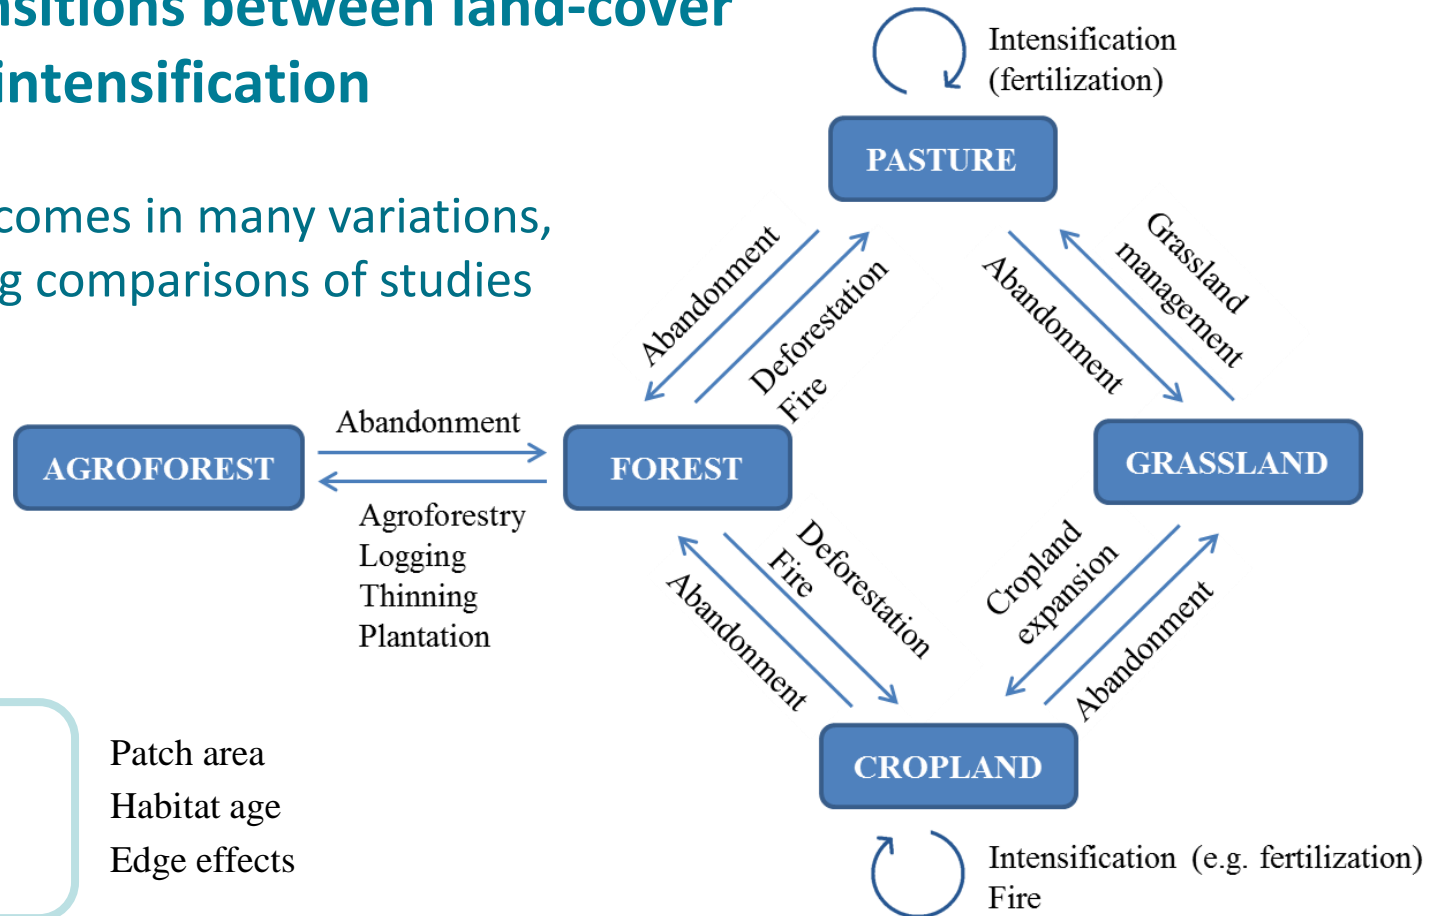 nsitions between land-cover
intensification
comes in many variations,
g comparisons of studies
Intensification
(fertilization)
PASTURE
Abandonment
Deforestation
Fire
Abandonment
Grassland
management
AGROFOREST
Abandonment
Agroforestry
Logging
Thinning
Plantation
FOREST
GRASSLAND
Abandonment
Fire
Deforestation
Cropland
expansion
Abandonment
CROPLAND
Intensification (e.g. fertilization)
Fire
Patch area
Habitat age
Edge effects